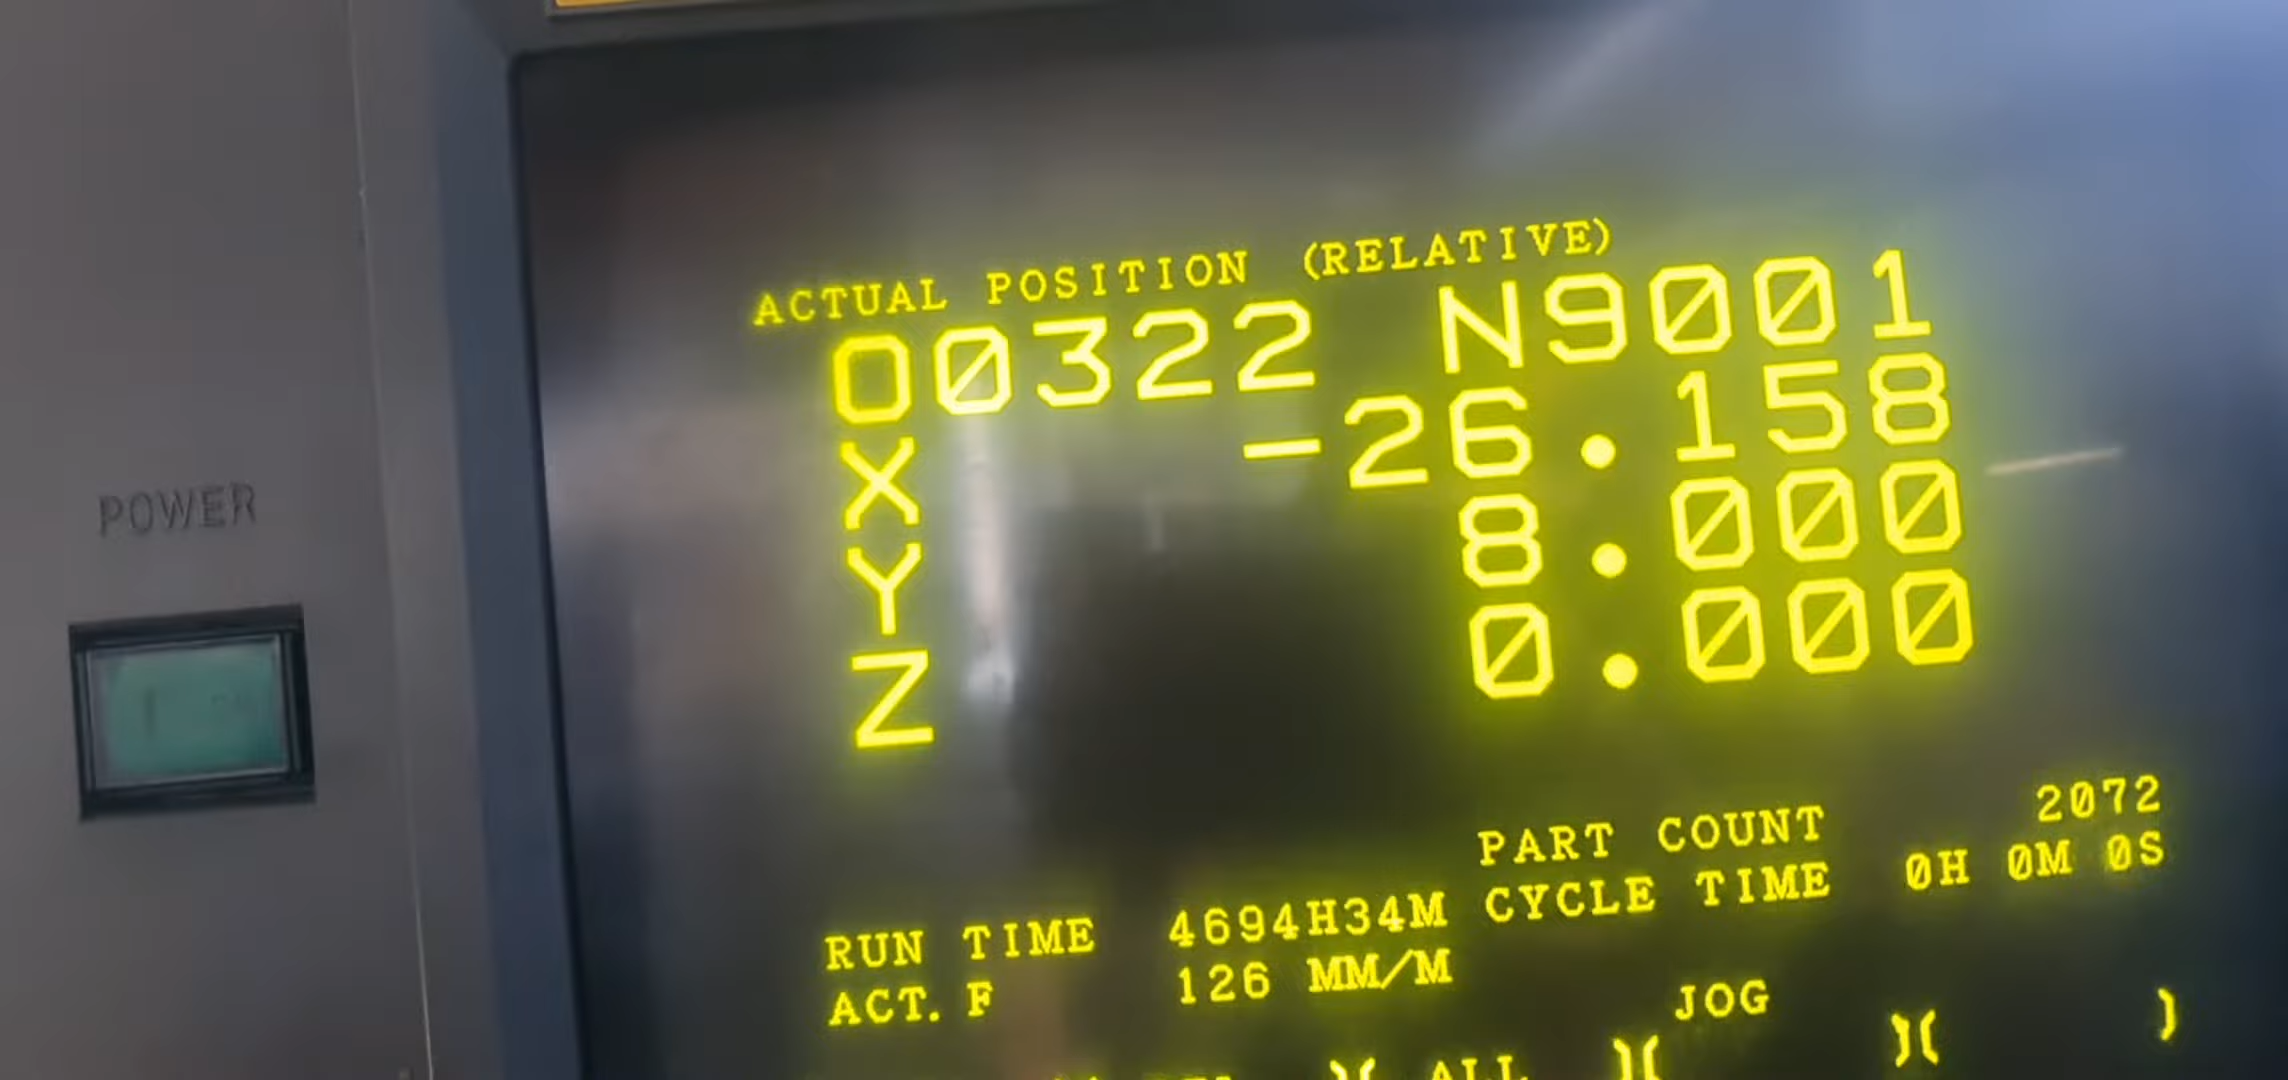 POWER
ACTUAL POSITION (RELATIVE)
O0322 N9001
X -26.158
Y 8.000
Z 0.000
PART COUNT 2072
RUN TIME 4694H34M CYCLE TIME 0H 0M 0S
ACT. F 126 MM/M
JOG
)( ALL )( )( )